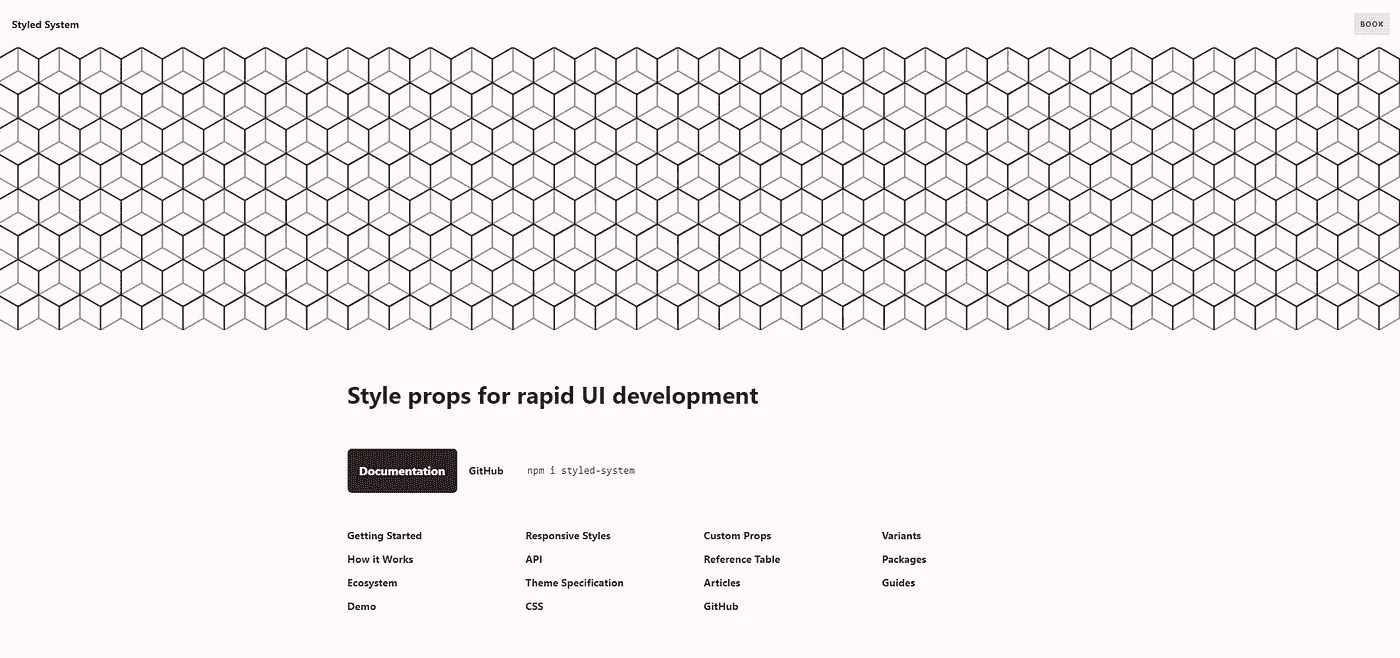 Styled System
BOOK
Style props for rapid UI development
Documentation GitHub npm i styled-system
Getting Started Responsive Styles Custom Props Variants
How it Works API Reference Table Packages
Ecosystem Theme Specification Articles Guides
Demo CSS GitHub